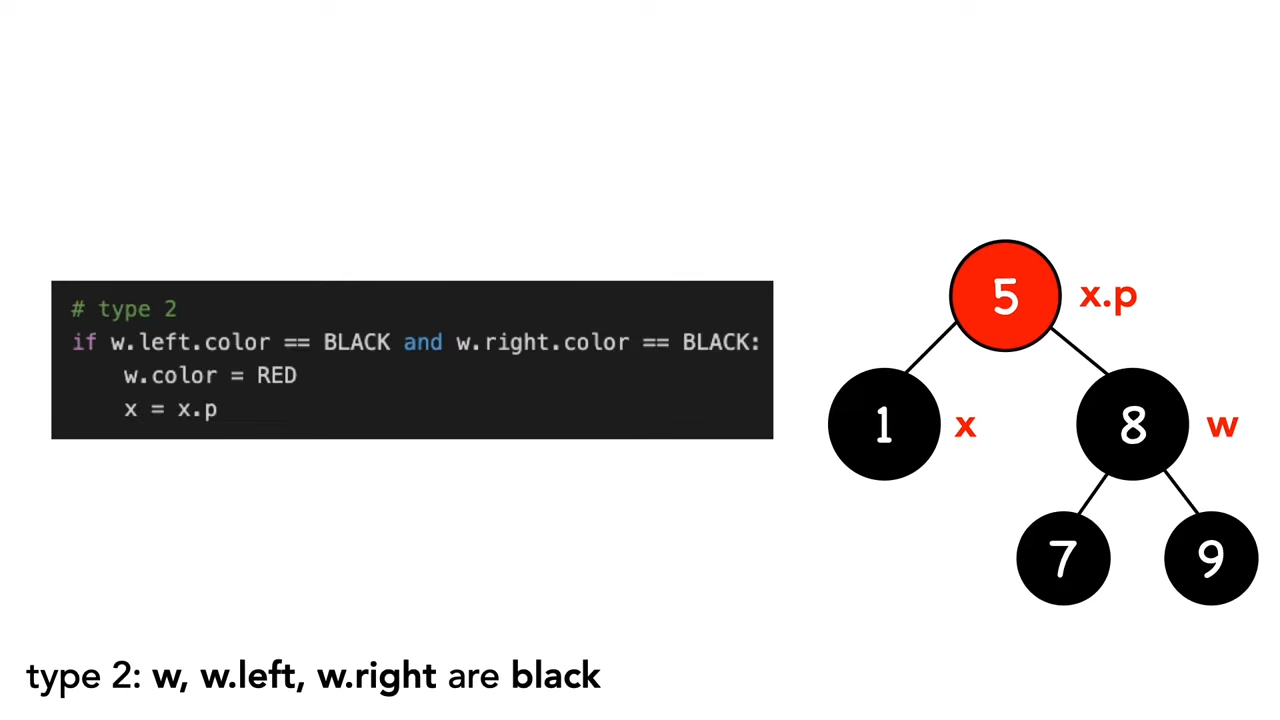 # type 2
if w.left.color == BLACK and w.right.color == BLACK:
    w.color = RED
    x = x.p
5 x.p
1 x 8 w
7 9
type 2: w, w.left, w.right are black